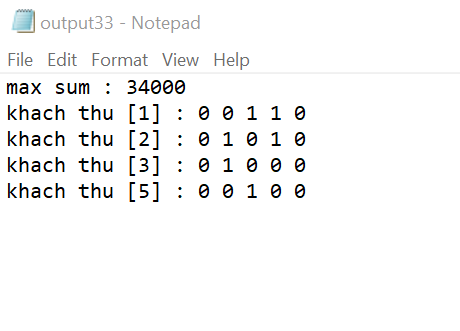 output33 - Notepad
File Edit Format View Help
max sum : 34000
khach thu [1] : 0 0 1 1 0
khach thu [2] : 0 1 0 1 0
khach thu [3] : 0 1 0 0 0
khach thu [5] : 0 0 1 0 0